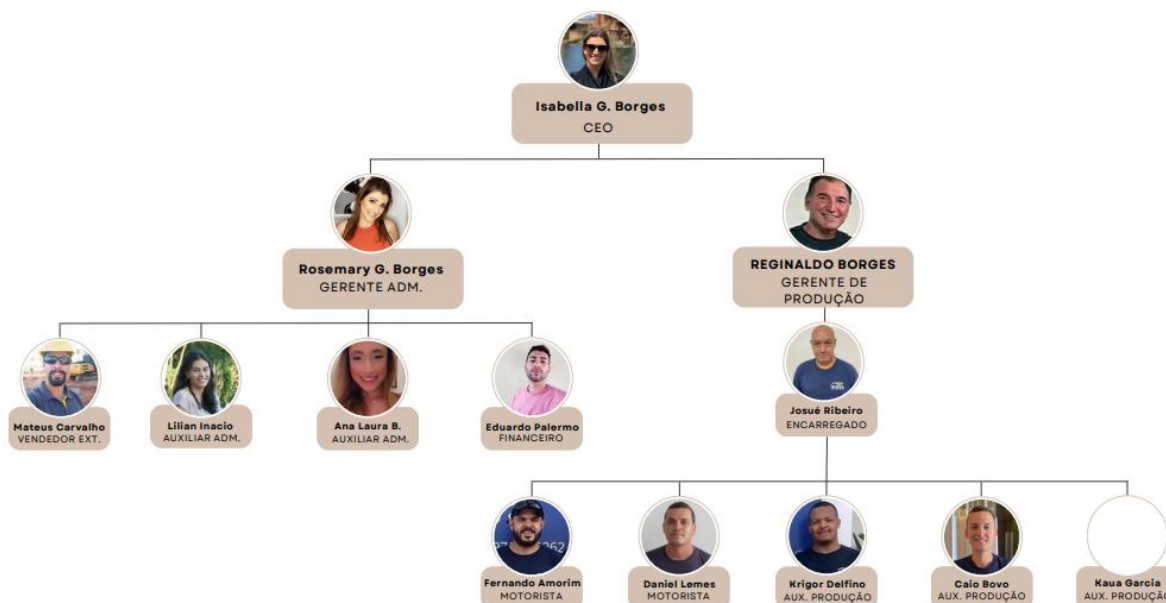 Isabella G. Borges
CEO
Rosemary G. Borges
GERENTE ADM.
REGINALDO BORGES
GERENTE DE
PRODUÇÃO
Mateus Carvalho
VENDEDOR EXT.
Lilian Inacio
AUXILIAR ADM.
Ana Laura B.
AUXILIAR ADM.
Eduardo Palermo
FINANCEIRO
Josué Ribeiro
ENCARREGADO
Fernando Amorim
MOTORISTA
Daniel Lemes
MOTORISTA
Krigor Delfino
AUX. PRODUÇÃO
Caio Bovo
AUX. PRODUÇÃO
Kaua Garcia
AUX. PRODUÇÃO